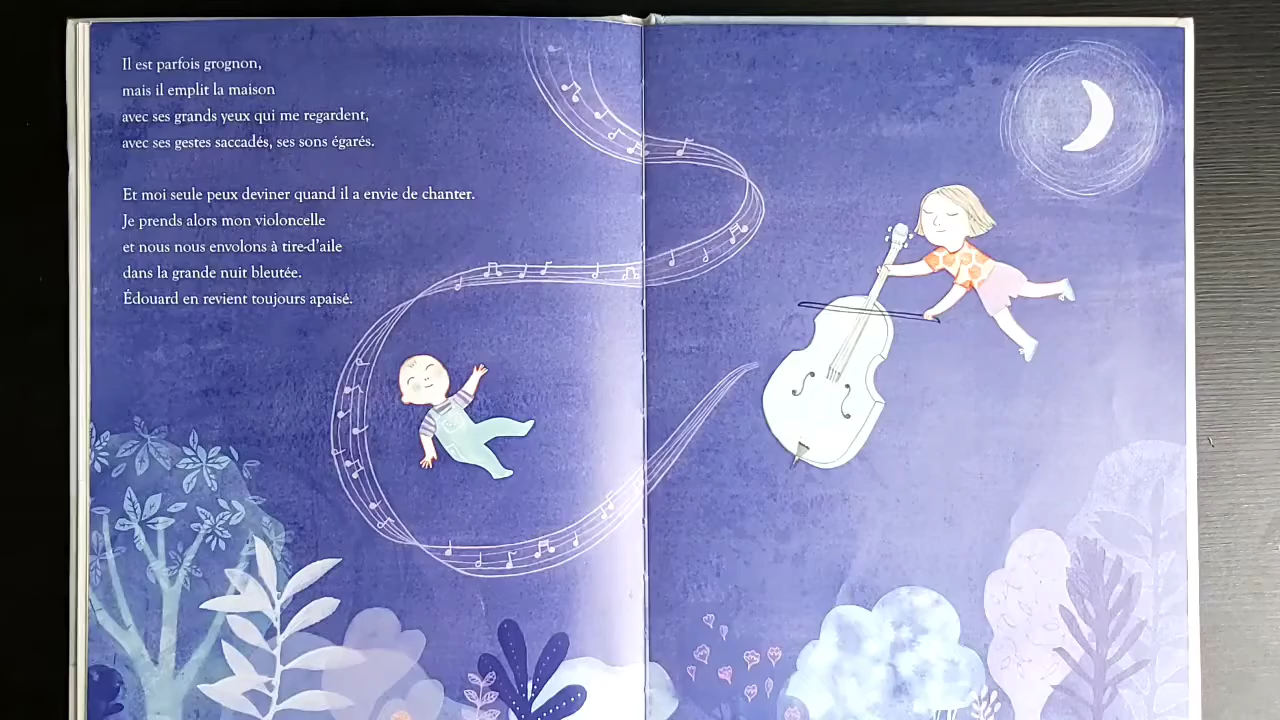 Il est parfois grognon,
mais il emplit la maison
avec ses grands yeux qui me regardent,
avec ses gestes saccadés, ses sons égarés.
Et moi seule peux deviner quand il a envie de chanter.
Je prends alors mon violoncelle
et nous nous envolons à tire-d'aile
dans la grande nuit bleutée.
Édouard en revient toujours apaisé.